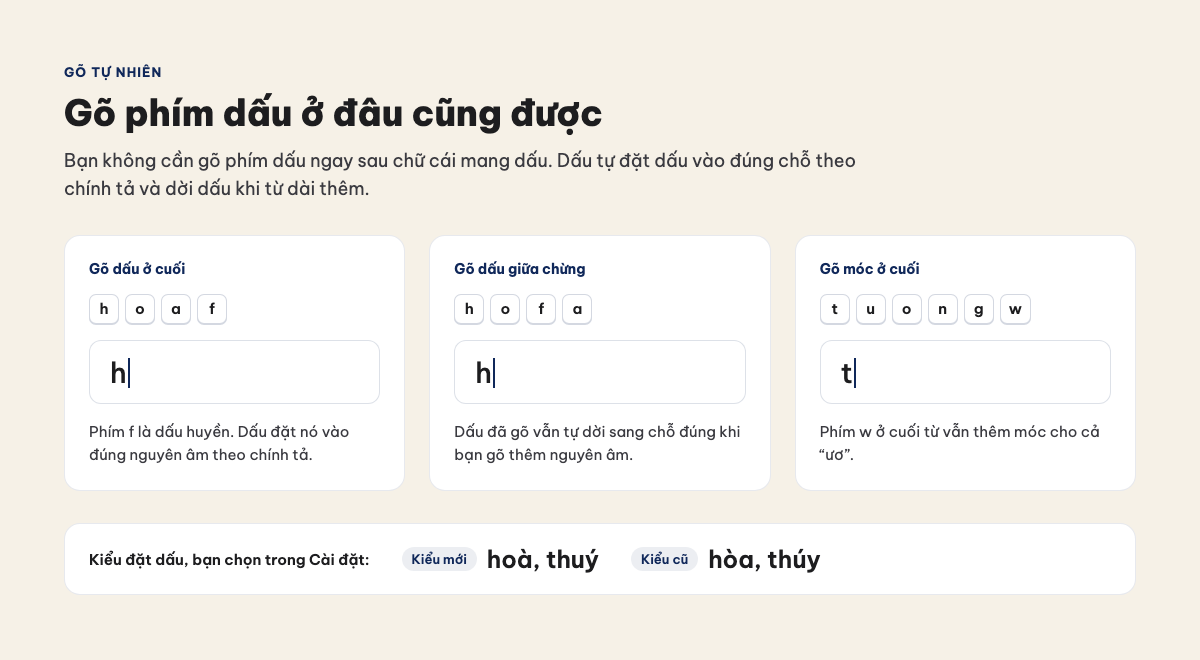 GÕ TỰ NHIÊN
Gõ phím dấu ở đâu cũng được
Bạn không cần gõ phím dấu ngay sau chữ cái mang dấu. Dấu tự đặt dấu vào đúng chỗ theo
chính tả và dời dấu khi từ dài thêm.
Gõ dấu ở cuối
h o a f
h
Phím f là dấu huyền. Dấu đặt nó vào
đúng nguyên âm theo chính tả.
Gõ dấu giữa chừng
h o f a
h
Dấu đã gõ vẫn tự dời sang chỗ đúng khi
bạn gõ thêm nguyên âm.
Gõ móc ở cuối
t u o n g w
t
Phím w ở cuối từ vẫn thêm móc cho cả
“ươ”.
Kiểu đặt dấu, bạn chọn trong Cài đặt: Kiểu mới hoà, thuý Kiểu cũ hòa, thúy